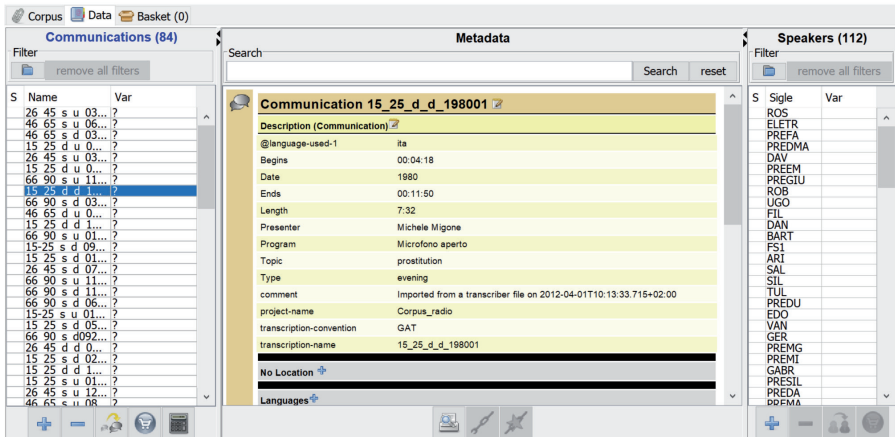 Corpus Data Basket (0)
Communications (84)
Filter
remove all filters
S Name Var
26 45 s u 03... ?
46 65 s u 06... ?
46 65 s d 03... ?
15 25 d u 0... ?
26 45 s u 03... ?
15 25 d u 0... ?
66 90 s u 11... ?
15 25 d d 1... ?
66 90 s d 03... ?
46 65 d u 0... ?
15 25 d d 1... ?
66 90 s u 01... ?
15-25 s d 09... ?
15 25 s d 01... ?
26 45 s d 07... ?
66 90 s u 11... ?
66 90 s d 11... ?
66 90 s d 06... ?
15-25 s u 01... ?
15 25 s d 05... ?
66 90 s d092... ?
26 45 d d 0... ?
15 25 s d 02... ?
15 25 d d 1... ?
15 25 s u 01... ?
26 45 s u 12... ?
46 65 s u 08... ?
Metadata
Search
Search reset
Communication 15_25_d_d_198001
Description (Communication)
@language-used-1 ita
Begins 00:04:18
Date 1980
Ends 00:11:50
Length 7:32
Presenter Michele Migone
Program Microfono aperto
Topic prostitution
Type evening
comment Imported from a transcriber file on 2012-04-01T10:13:33.715+02:00
project-name Corpus_radio
transcription-convention GAT
transcription-name 15_25_d_d_198001
No Location
Languages
Speakers (112)
Filter
remove all filters
S Sigle Var
ROS
ELETR
PREFA
PREDMA
DAV
PREEM
PREGIU
ROB
UGO
FIL
DAN
BART
FS1
ARI
SAL
SIL
TUL
PREDU
EDO
VAN
GER
PREMG
PREMI
GABR
PRESIL
PREDA
PREMA